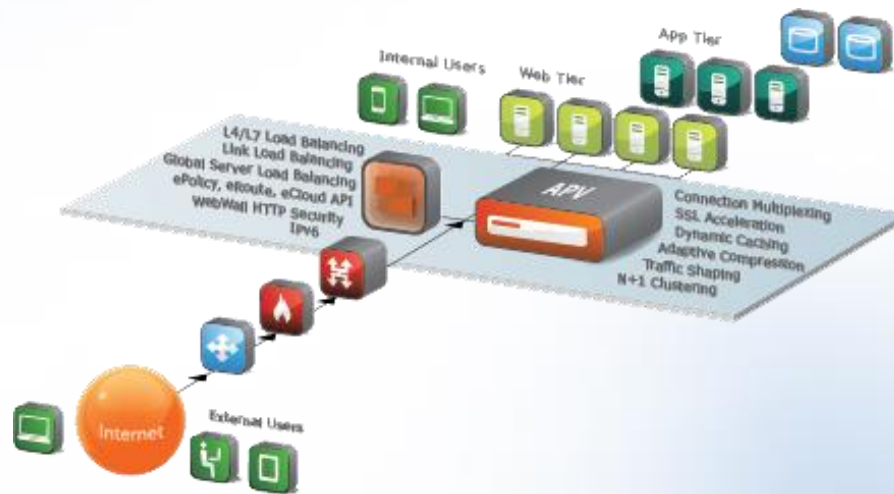 App Tier
Internal Users
Web Tier
L4/L7 Load Balancing
Link Load Balancing
Global Server Load Balancing
ePolicy, eRoute, eCloud API
WebWall HTTP Security
IPv6
APV
Connection Multiplexing
SSL Acceleration
Dynamic Caching
Adaptive Compression
Traffic Shaping
N+1 Clustering
External Users
Internet